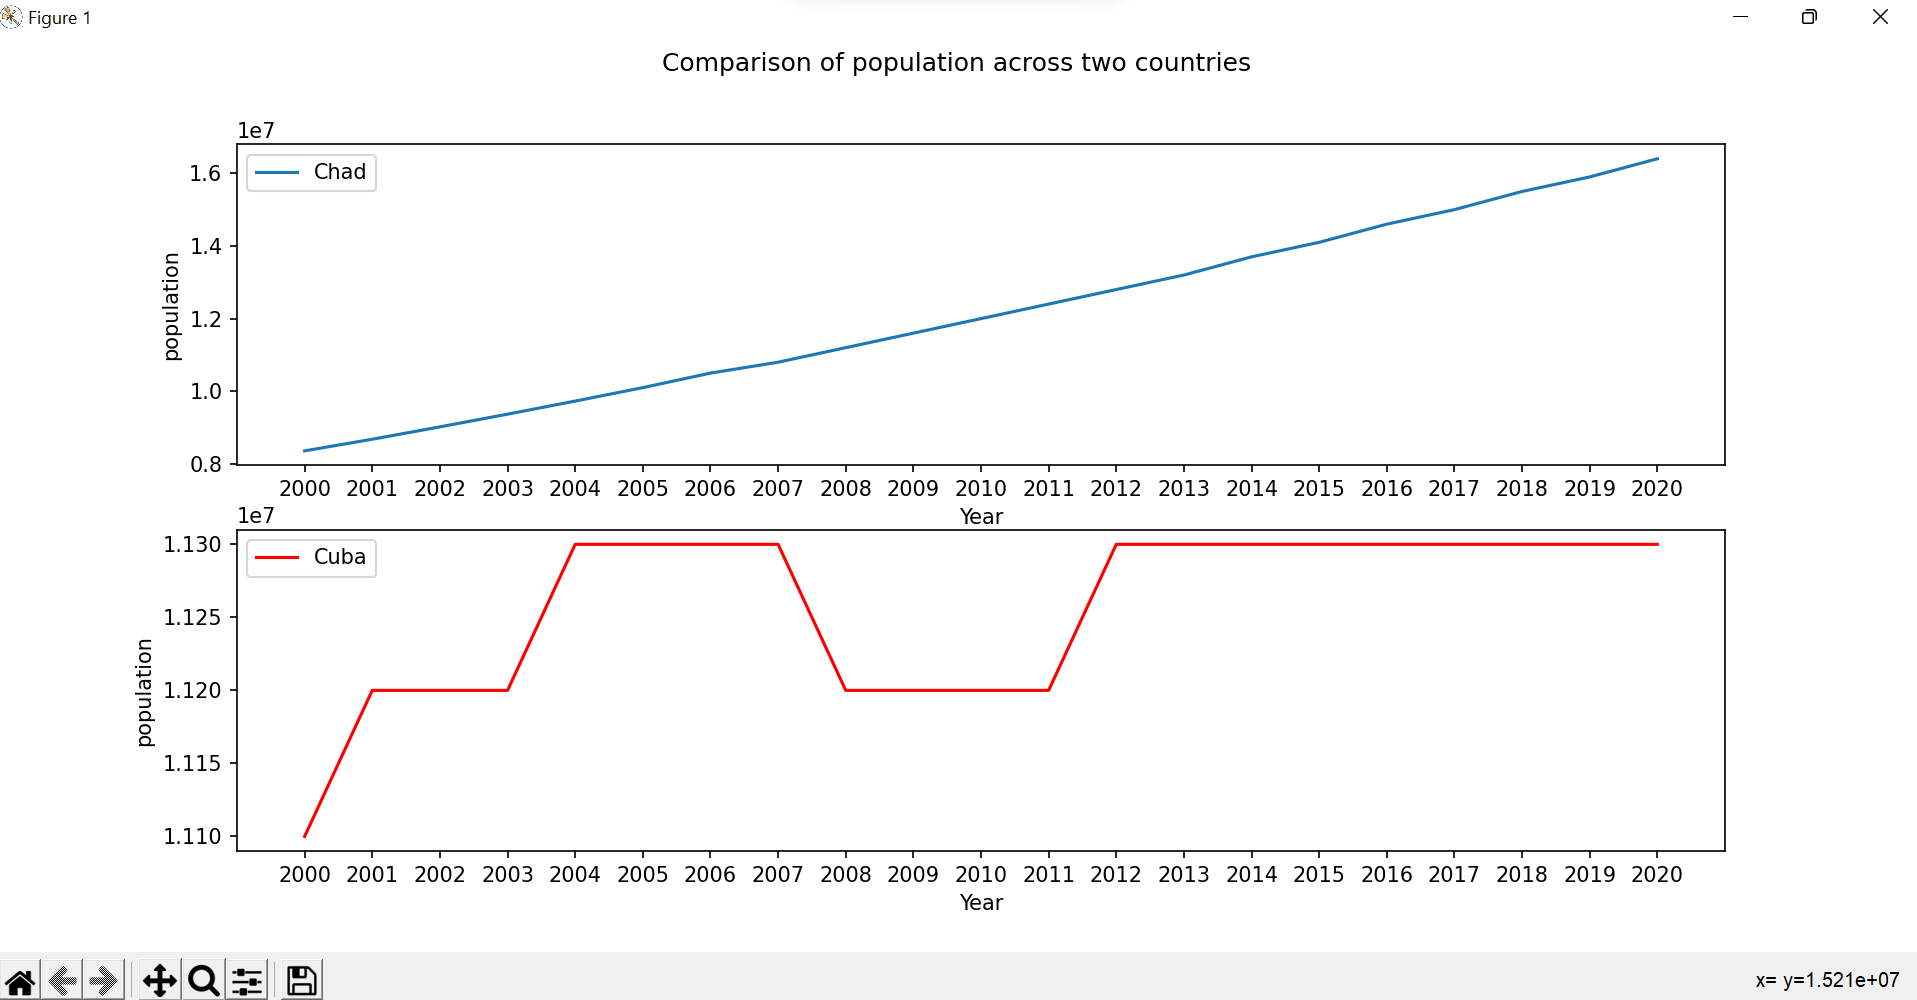 Figure 1
Comparison of population across two countries
1e7
Chad
1.6
1.4
1.2
1.0
0.8
population
2000 2001 2002 2003 2004 2005 2006 2007 2008 2009 2010 2011 2012 2013 2014 2015 2016 2017 2018 2019 2020
Year
1e7
Cuba
1.130
1.125
1.120
1.115
1.110
population
2000 2001 2002 2003 2004 2005 2006 2007 2008 2009 2010 2011 2012 2013 2014 2015 2016 2017 2018 2019 2020
Year
x= y=1.521e+07